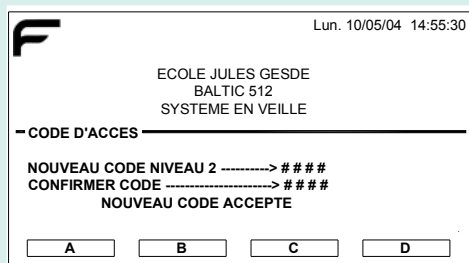 Lun. 10/05/04 14:55:30
ECOLE JULES GESDE
BALTIC 512
SYSTEME EN VEILLE
CODE D'ACCES
NOUVEAU CODE NIVEAU 2 ----------> # # # #
CONFIRMER CODE ----------------------> # # # #
NOUVEAU CODE ACCEPTE
A B C D